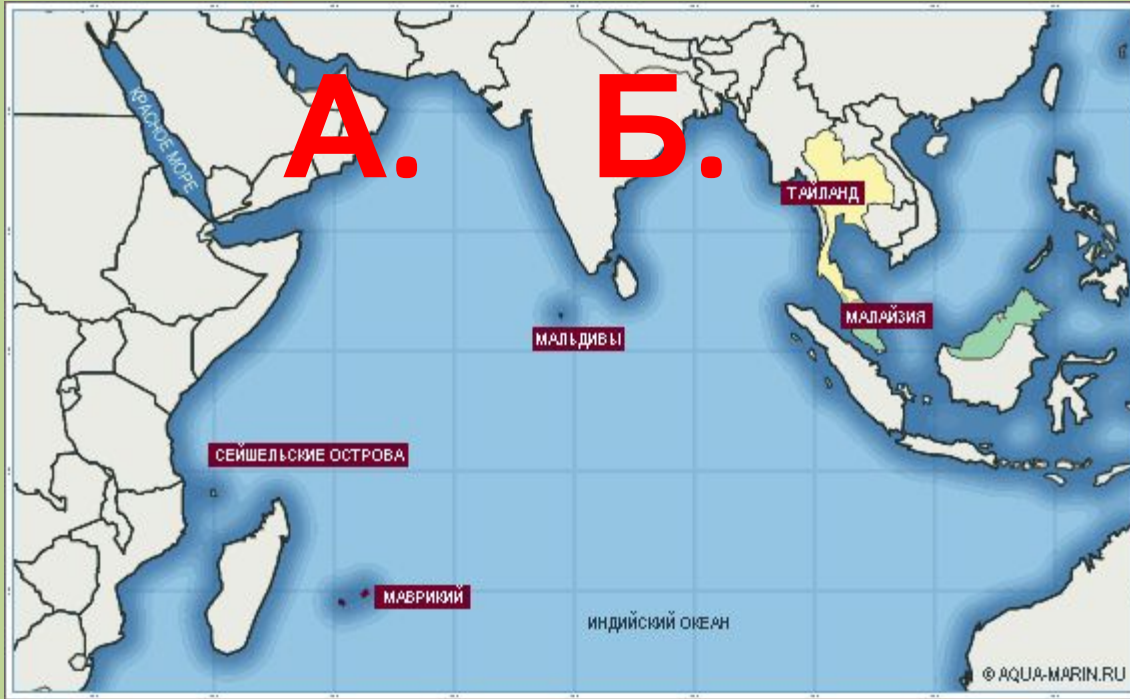 А.
Б.
КРАСНОЕ МОРЕ
ТАЙЛАНД
МАЛАЙЗИЯ
МАЛЬДИВЫ
СЕЙШЕЛЬСКИЕ ОСТРОВА
МАВРИКИЙ
ИНДИЙСКИЙ ОКЕАН
© AQUA-MARIN.RU